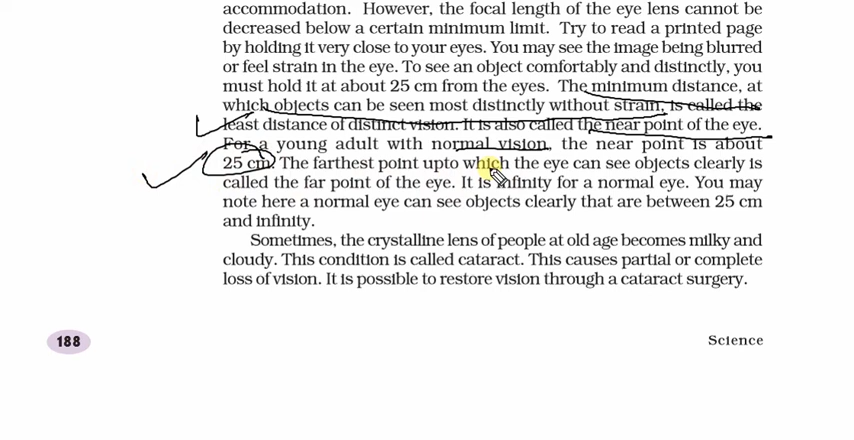 accommodation. However, the focal length of the eye lens cannot be
decreased below a certain minimum limit. Try to read a printed page
by holding it very close to your eyes. You may see the image being blurred
or feel strain in the eye. To see an object comfortably and distinctly, you
must hold it at about 25 cm from the eyes. The minimum distance, at
which objects can be seen most distinctly without strain, is called the
least distance of distinct vision. It is also called the near point of the eye.
For a young adult with normal vision, the near point is about
25 cm. The farthest point upto which the eye can see objects clearly is
called the far point of the eye. It is infinity for a normal eye. You may
note here a normal eye can see objects clearly that are between 25 cm
and infinity.
Sometimes, the crystalline lens of people at old age becomes milky and
cloudy. This condition is called cataract. This causes partial or complete
loss of vision. It is possible to restore vision through a cataract surgery.
188
Science